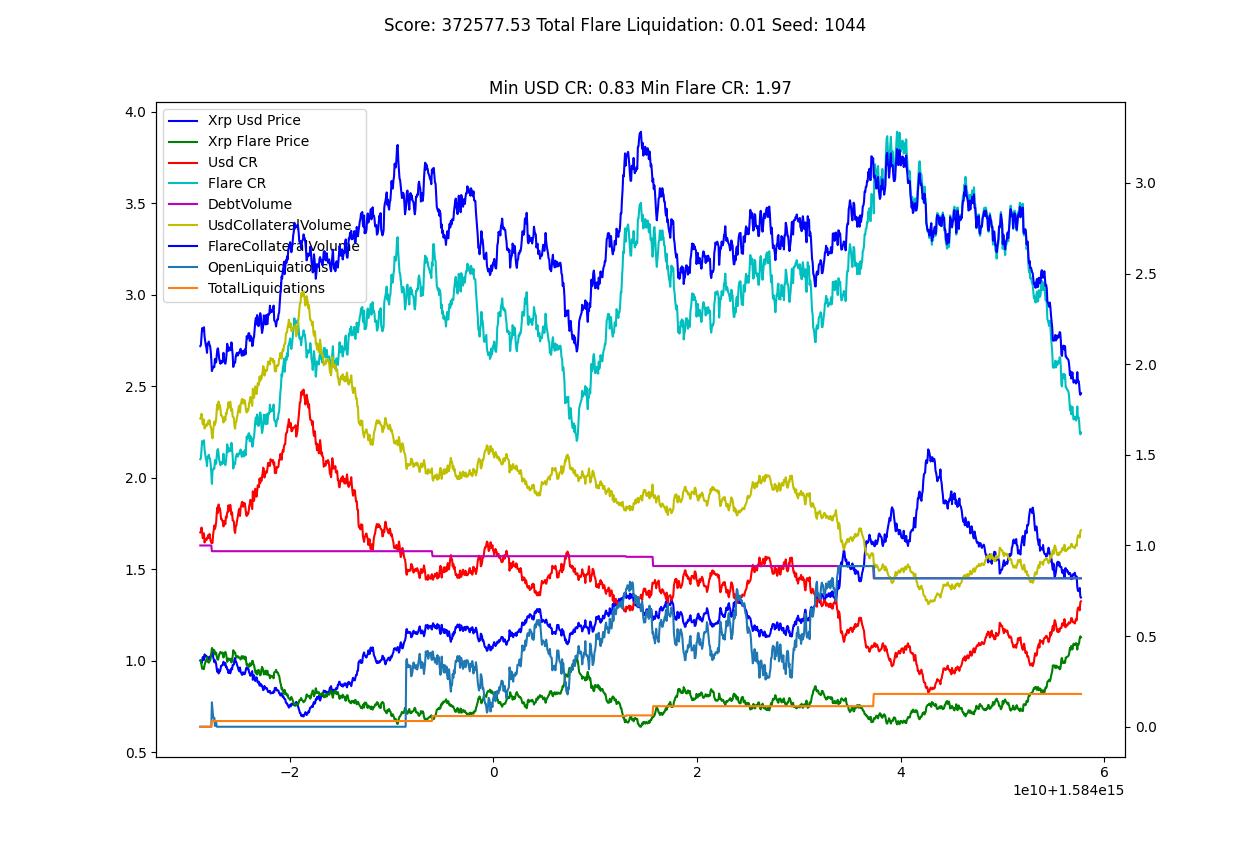 Score: 372577.53 Total Flare Liquidation: 0.01 Seed: 1044
Min USD CR: 0.83 Min Flare CR: 1.97
Xrp Usd Price
Xrp Flare Price
Usd CR
Flare CR
DebtVolume
UsdCollateralVolume
FlareCollateralVolume
OpenLiquidations
TotalLiquidations
4.0
3.5
3.0
2.5
2.0
1.5
1.0
0.5
3.0
2.5
2.0
1.5
1.0
0.5
0.0
−2 0 2 4 6
1e10+1.584e15